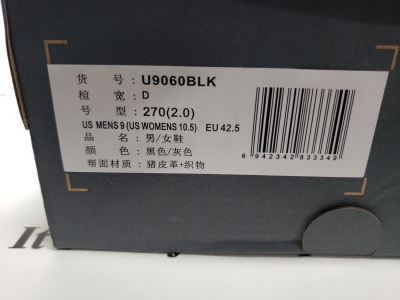 货 号 : U9060BLK
楦 宽 : D
号 型 : 270(2.0)
US MENS 9 (US WOMENS 10.5) EU 42.5
品 名 : 男/女鞋
颜 色 : 黑色/灰色
帮面材质 : 猪皮革+织物
6 942342 833349
It